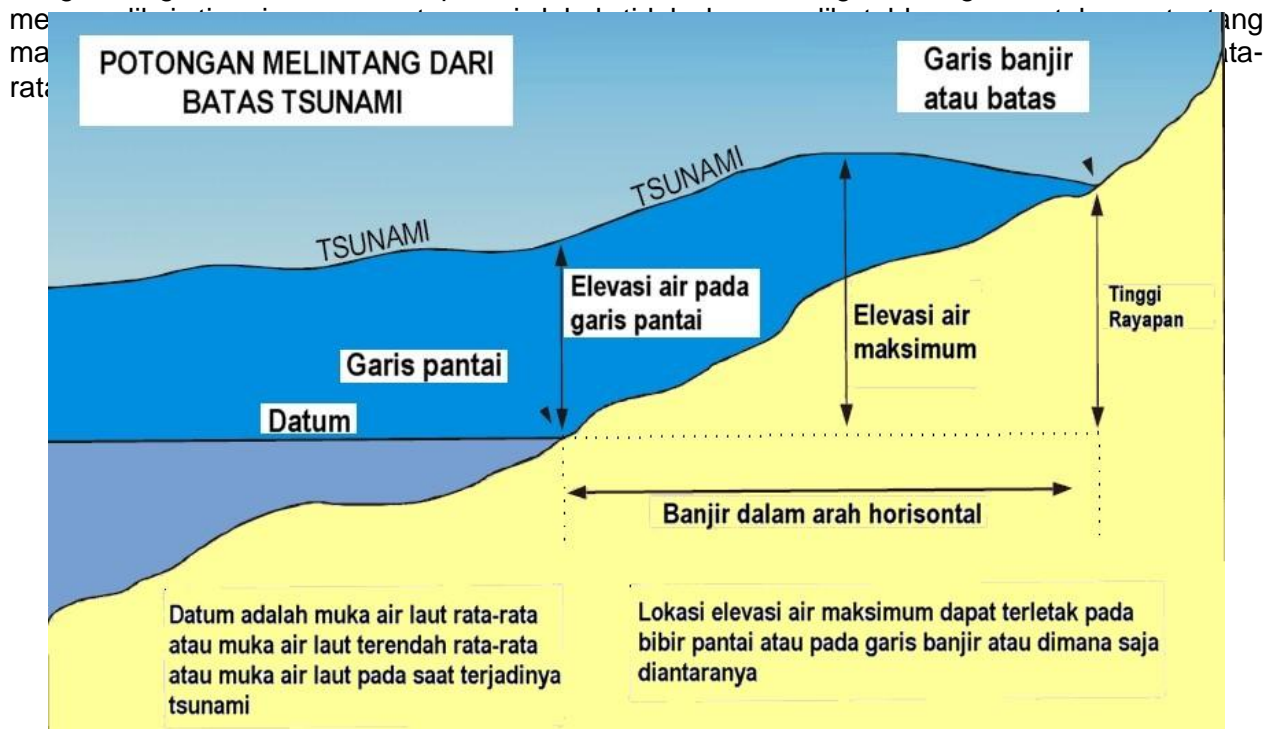 POTONGAN MELINTANG DARI
BATAS TSUNAMI
Garis banjir
atau batas
TSUNAMI
TSUNAMI
Elevasi air pada
garis pantai
Elevasi air
maksimum
Tinggi
Rayapan
Garis pantai
Datum
Banjir dalam arah horisontal
Datum adalah muka air laut rata-rata
atau muka air laut terendah rata-rata
atau muka air laut pada saat terjadinya
tsunami
Lokasi elevasi air maksimum dapat terletak pada
bibir pantai atau pada garis banjir atau dimana saja
diantaranya